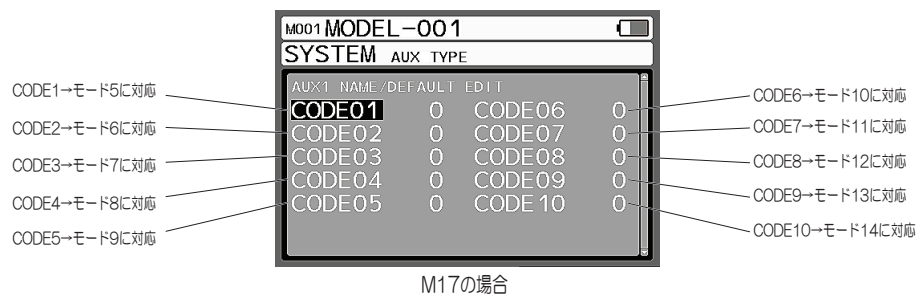 M001 MODEL-001
SYSTEM AUX TYPE
AUX1 NAME/DEFAULT EDIT
CODE01 0 CODE06 0
CODE02 0 CODE07 0
CODE03 0 CODE08 0
CODE04 0 CODE09 0
CODE05 0 CODE10 0
CODE1→モード5に対応
CODE2→モード6に対応
CODE3→モード7に対応
CODE4→モード8に対応
CODE5→モード9に対応
CODE6→モード10に対応
CODE7→モード11に対応
CODE8→モード12に対応
CODE9→モード13に対応
CODE10→モード14に対応
M17の場合